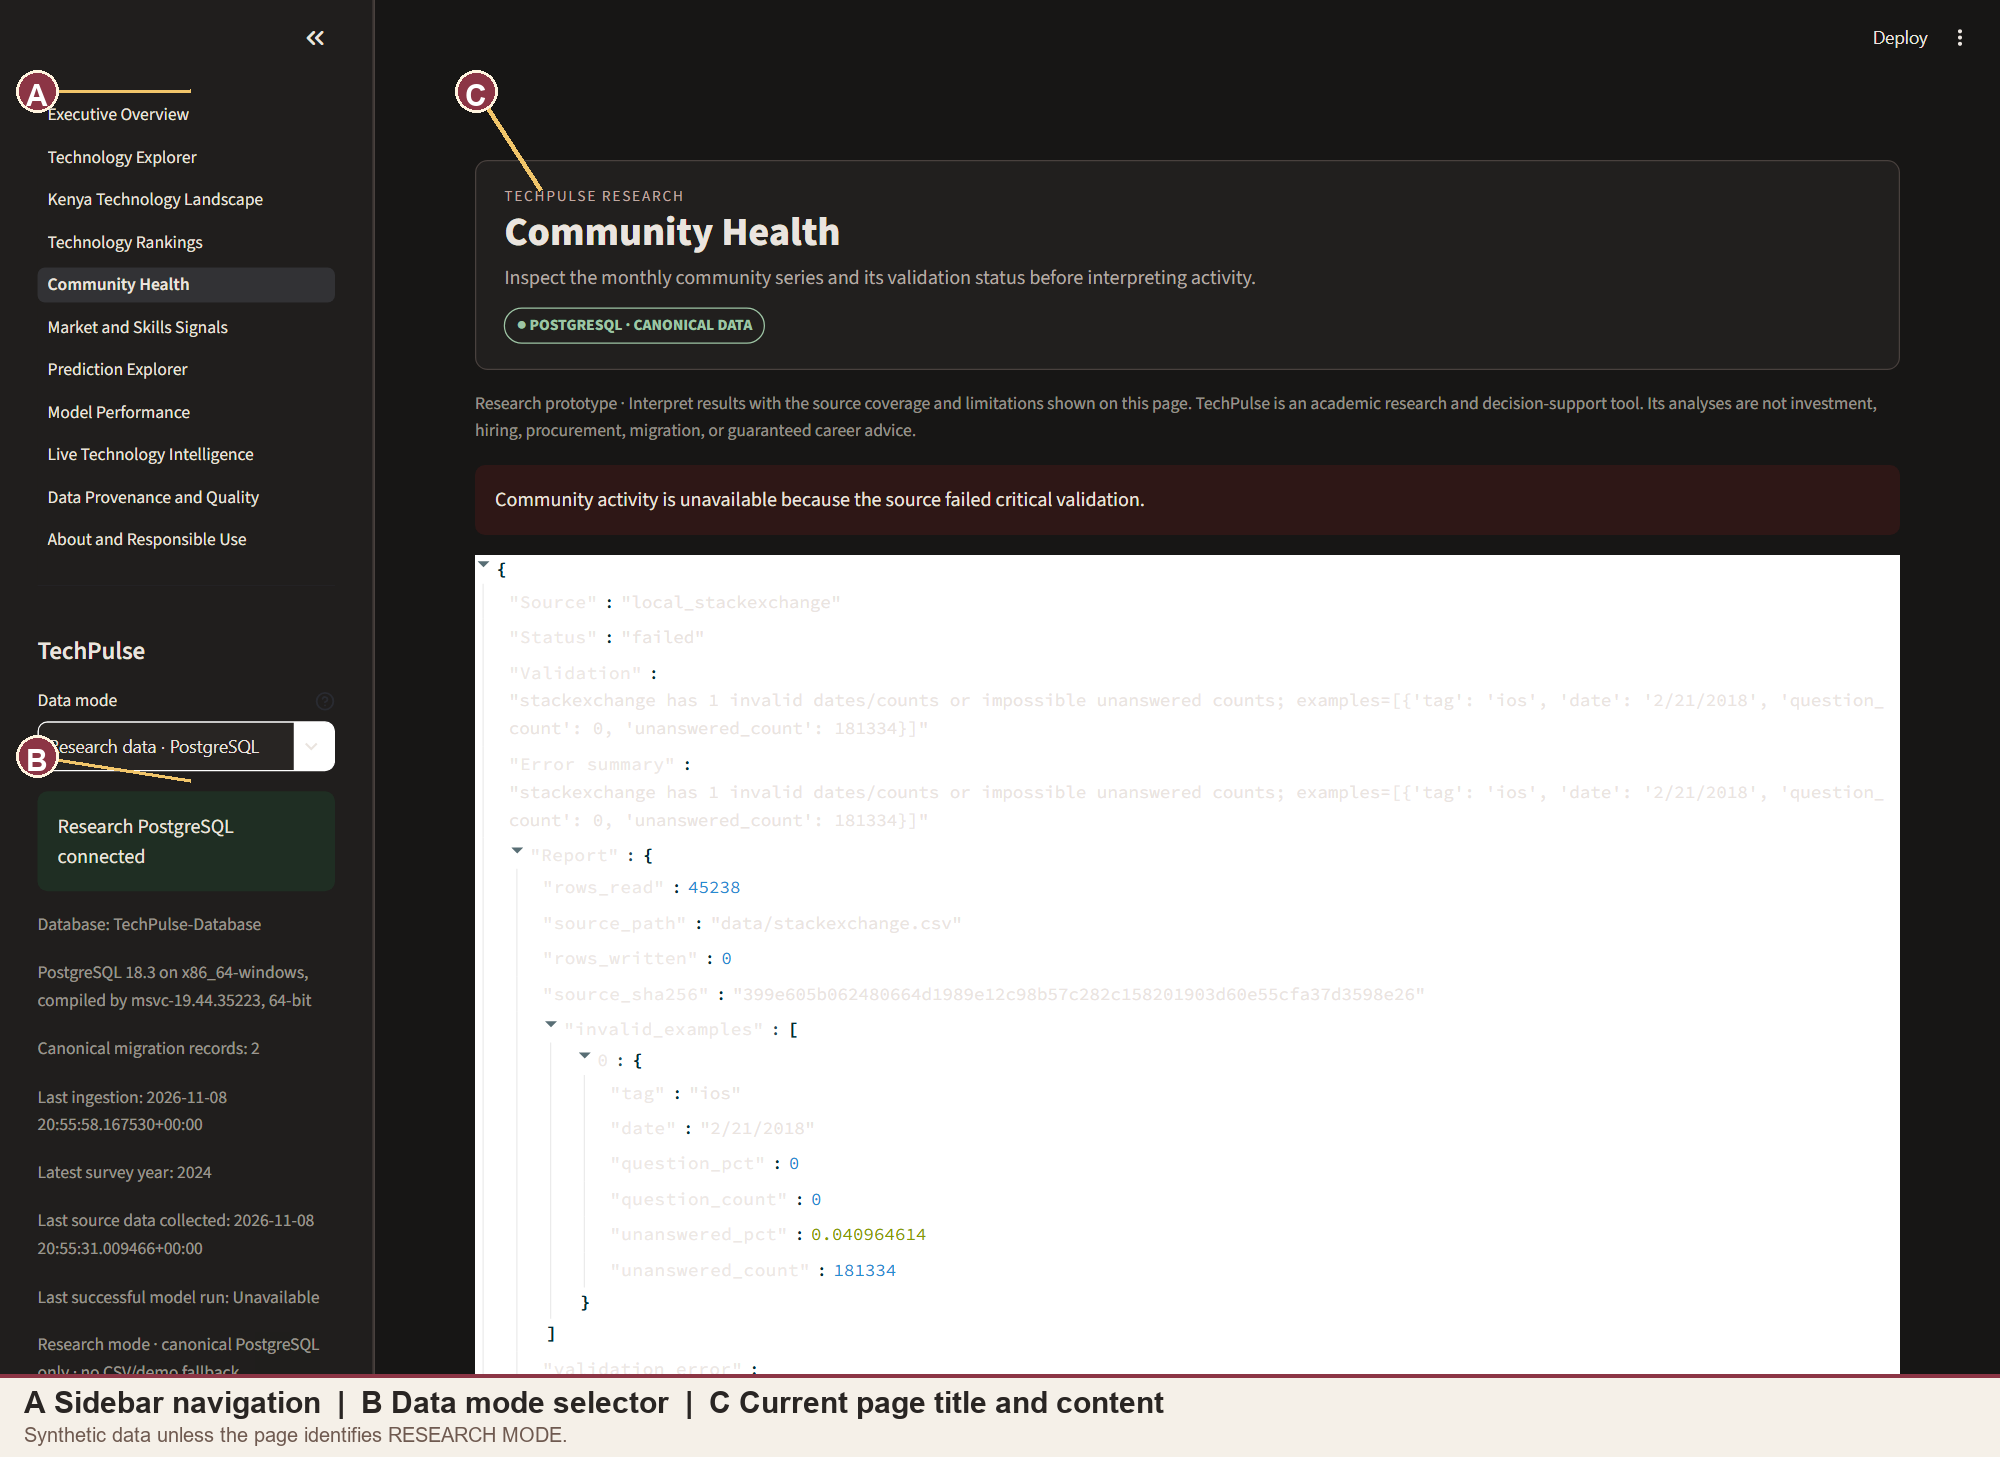 Deploy
A
Executive Overview
Technology Explorer
Kenya Technology Landscape
Technology Rankings
Community Health
Market and Skills Signals
Prediction Explorer
Model Performance
Live Technology Intelligence
Data Provenance and Quality
About and Responsible Use
TechPulse
Data mode
Research data · PostgreSQL
B
Research PostgreSQL
connected
Database: TechPulse-Database
PostgreSQL 18.3 on x86_64-windows,
compiled by msvc-19.44.35223, 64-bit
Canonical migration records: 2
Last ingestion: 2026-11-08
20:55:58.167530+00:00
Latest survey year: 2024
Last source data collected: 2026-11-08
20:55:31.009466+00:00
Last successful model run: Unavailable
Research mode · canonical PostgreSQL
only · no CSV/demo fallback
C
TECHPULSE RESEARCH
Community Health
Inspect the monthly community series and its validation status before interpreting activity.
POSTGRESQL · CANONICAL DATA
Research prototype · Interpret results with the source coverage and limitations shown on this page. TechPulse is an academic research and decision-support tool. Its analyses are not investment,
hiring, procurement, migration, or guaranteed career advice.
Community activity is unavailable because the source failed critical validation.
{
"Source" : "local_stackexchange"
"Status" : "failed"
"Validation" :
"stackexchange has 1 invalid dates/counts or impossible unanswered counts; examples=[{'tag': 'ios', 'date': '2/21/2018', 'question_
count': 0, 'unanswered_count': 181334}]"
"Error summary" :
"stackexchange has 1 invalid dates/counts or impossible unanswered counts; examples=[{'tag': 'ios', 'date': '2/21/2018', 'question_
count': 0, 'unanswered_count': 181334}]"
"Report" : {
"rows_read" : 45238
"source_path" : "data/stackexchange.csv"
"rows_written" : 0
"source_sha256" : "399e605b062480664d1989e12c98b57c282c158201903d60e55cfa37d3598e26"
"invalid_examples" : [
0 : {
"tag" : "ios"
"date" : "2/21/2018"
"question_pct" : 0
"question_count" : 0
"unanswered_pct" : 0.040964614
"unanswered_count" : 181334
}
]
"validation_error" :
A Sidebar navigation | B Data mode selector | C Current page title and content
Synthetic data unless the page identifies RESEARCH MODE.